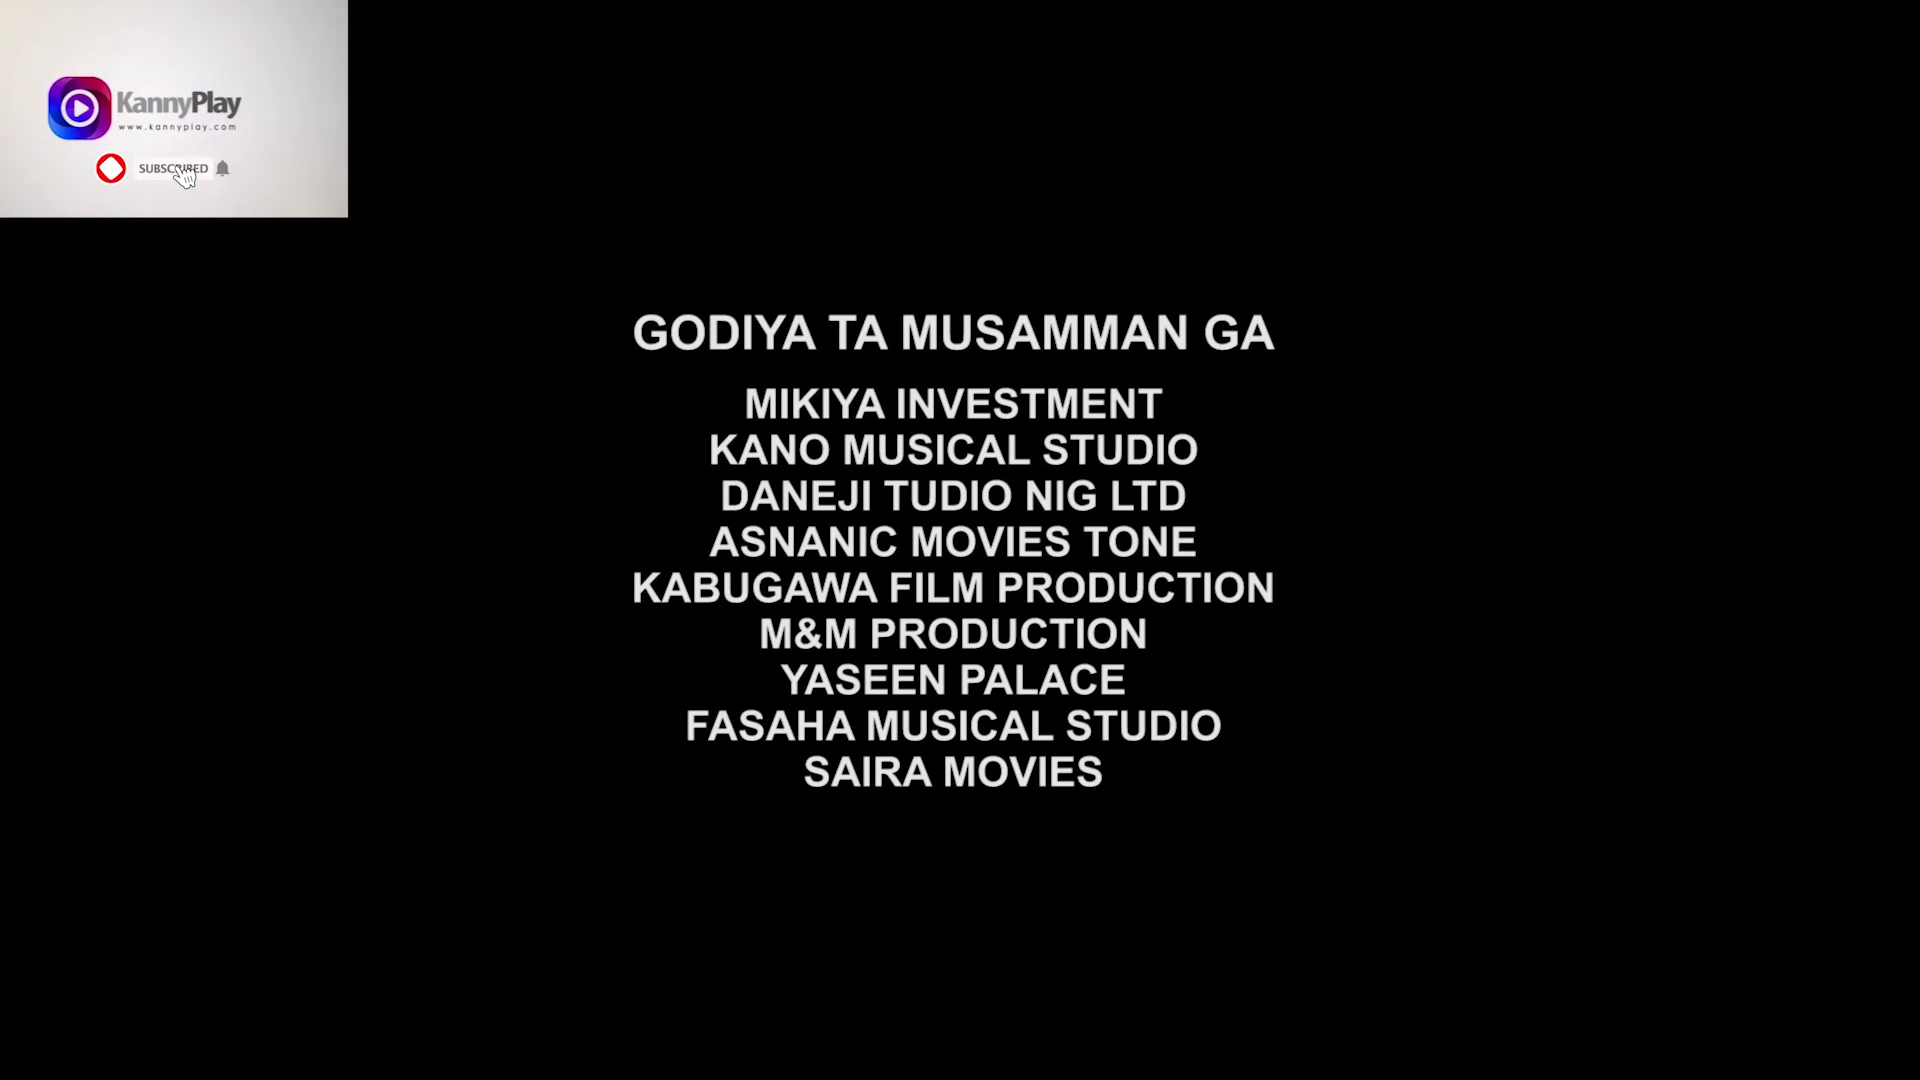 KannyPlay
www.kannyplay.com
SUBSCRIBED
GODIYA TA MUSAMMAN GA
MIKIYA INVESTMENT
KANO MUSICAL STUDIO
DANEJI TUDIO NIG LTD
ASNANIC MOVIES TONE
KABUGAWA FILM PRODUCTION
M&M PRODUCTION
YASEEN PALACE
FASAHA MUSICAL STUDIO
SAIRA MOVIES